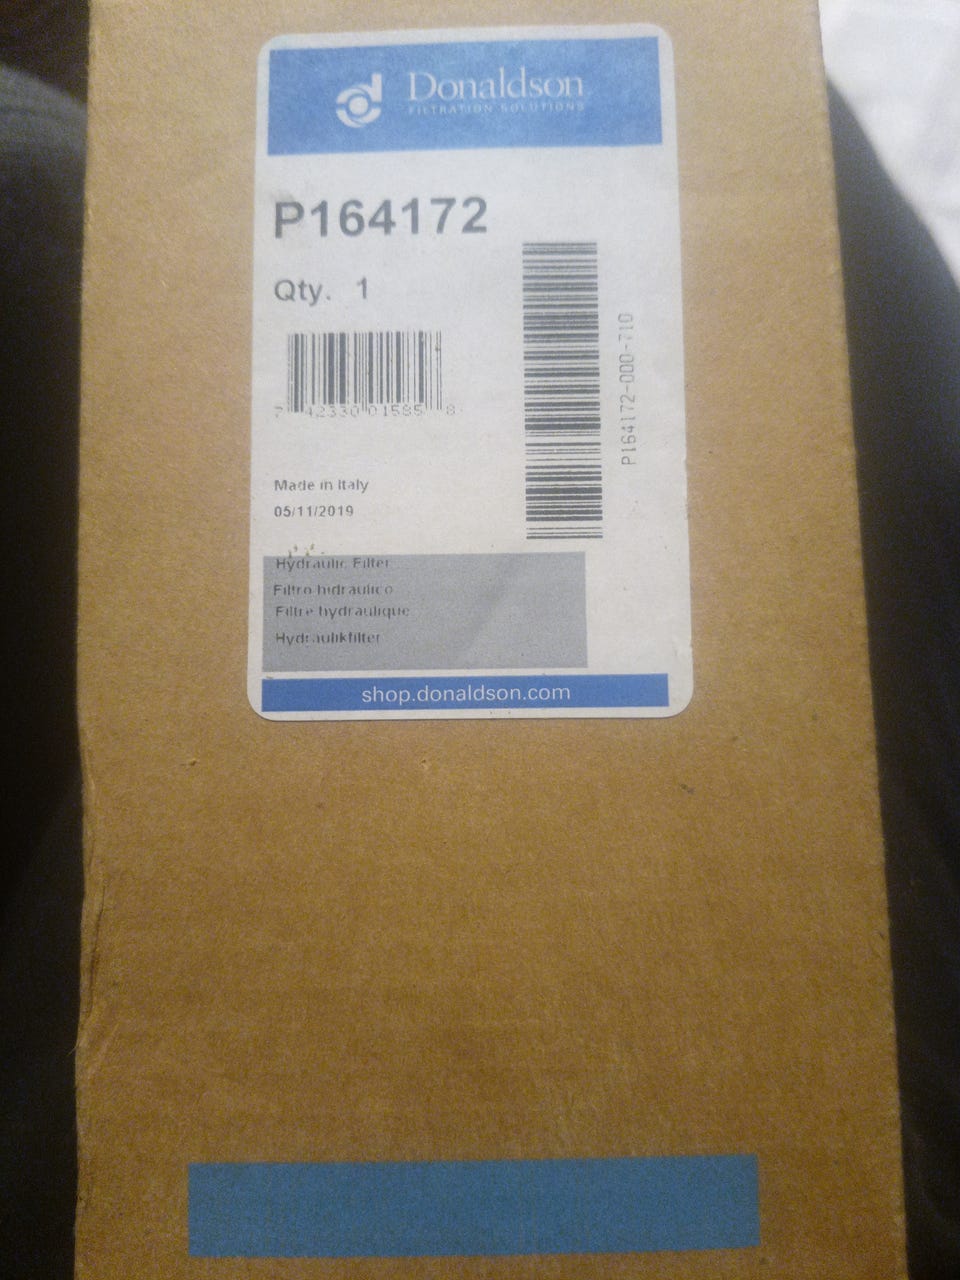 Donaldson
FILTRATION SOLUTIONS
P164172
Qty. 1
7 42330 01585 8
P164172-000-710
Made in Italy
05/11/2019
Hydraulic Filter
Filtro hidraulico
Filtre hydraulique
Hydraulikfilter
shop.donaldson.com